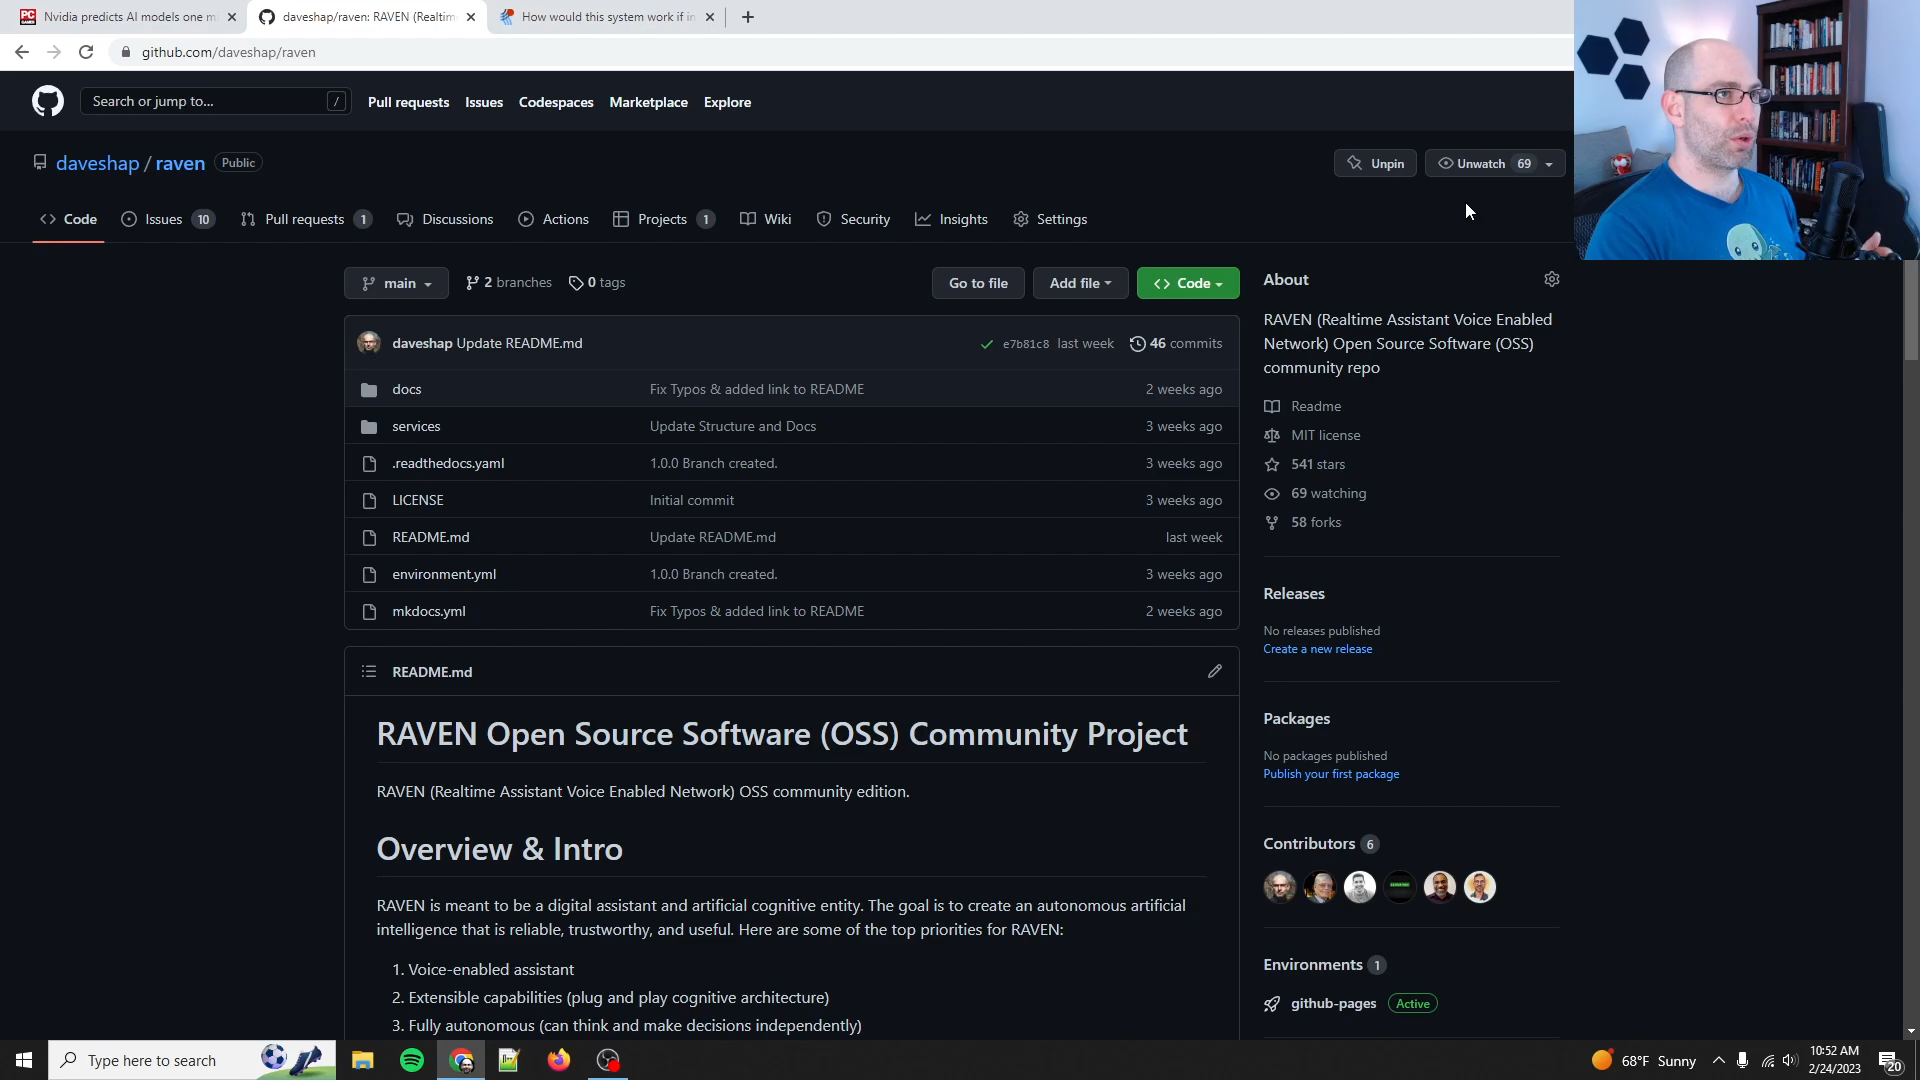 Nvidia predicts AI models one m
daveshap/raven: RAVEN (Realtim
How would this system work if in
github.com/daveshap/raven
Search or jump to... /
Pull requests
Issues
Codespaces
Marketplace
Explore
daveshap / raven Public
Unpin
Unwatch 69
Code
Issues 10
Pull requests 1
Discussions
Actions
Projects 1
Wiki
Security
Insights
Settings
main
2 branches
0 tags
Go to file
Add file
Code
daveshap Update README.md e7b81c8 last week 46 commits
docs Fix Typos & added link to README 2 weeks ago
services Update Structure and Docs 3 weeks ago
.readthedocs.yaml 1.0.0 Branch created. 3 weeks ago
LICENSE Initial commit 3 weeks ago
README.md Update README.md last week
environment.yml 1.0.0 Branch created. 3 weeks ago
mkdocs.yml Fix Typos & added link to README 2 weeks ago
README.md
RAVEN Open Source Software (OSS) Community Project
RAVEN (Realtime Assistant Voice Enabled Network) OSS community edition.
Overview & Intro
RAVEN is meant to be a digital assistant and artificial cognitive entity. The goal is to create an autonomous artificial
intelligence that is reliable, trustworthy, and useful. Here are some of the top priorities for RAVEN:
1. Voice-enabled assistant
2. Extensible capabilities (plug and play cognitive architecture)
3. Fully autonomous (can think and make decisions independently)
About
RAVEN (Realtime Assistant Voice Enabled
Network) Open Source Software (OSS)
community repo
Readme
MIT license
541 stars
69 watching
58 forks
Releases
No releases published
Create a new release
Packages
No packages published
Publish your first package
Contributors 6
Environments 1
github-pages Active
Type here to search
68°F Sunny
10:52 AM
2/24/2023
20